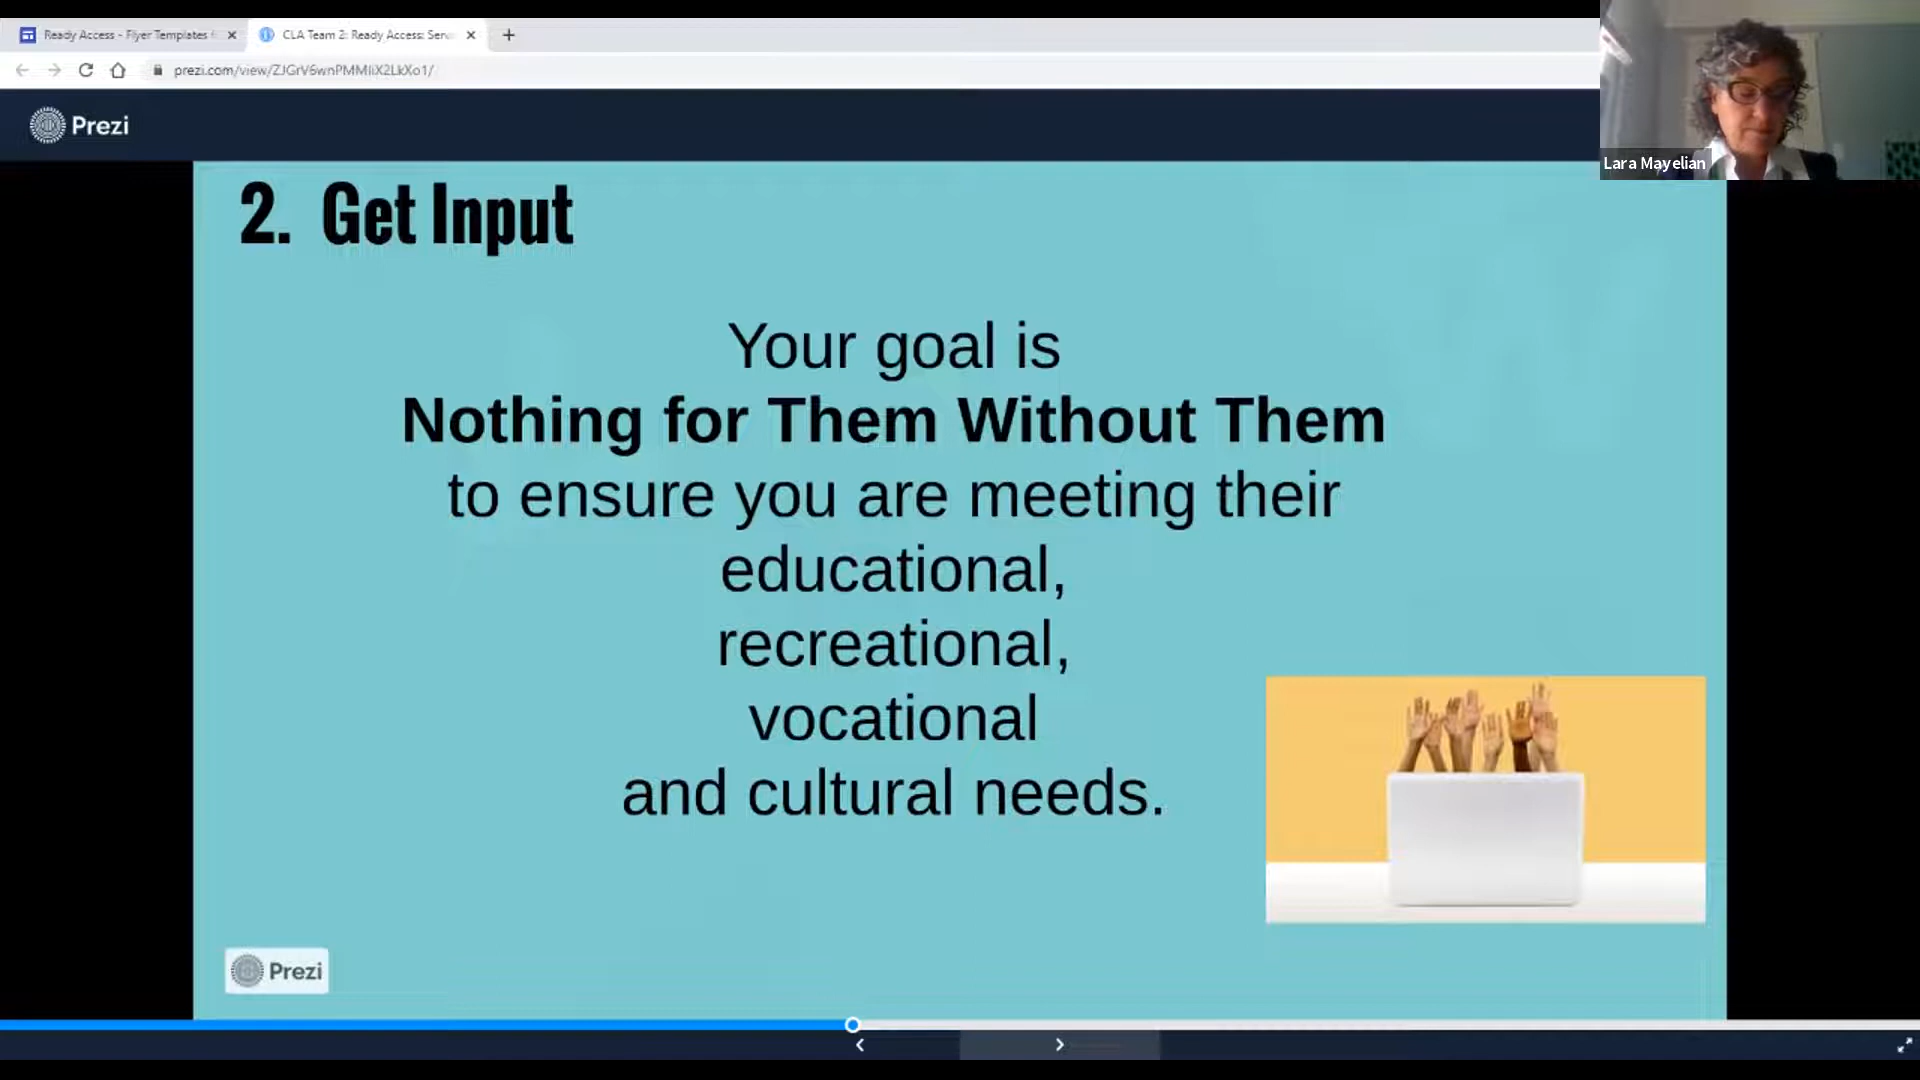 Ready Access - Flyer Templates
CLA Team 2: Ready Access: Serv
prezi.com/view/ZJGrV6wnPMMIiX2LkXo1/
Prezi
Lara Mayelian
2. Get Input
Your goal is
Nothing for Them Without Them
to ensure you are meeting their
educational,
recreational,
vocational
and cultural needs.
Prezi